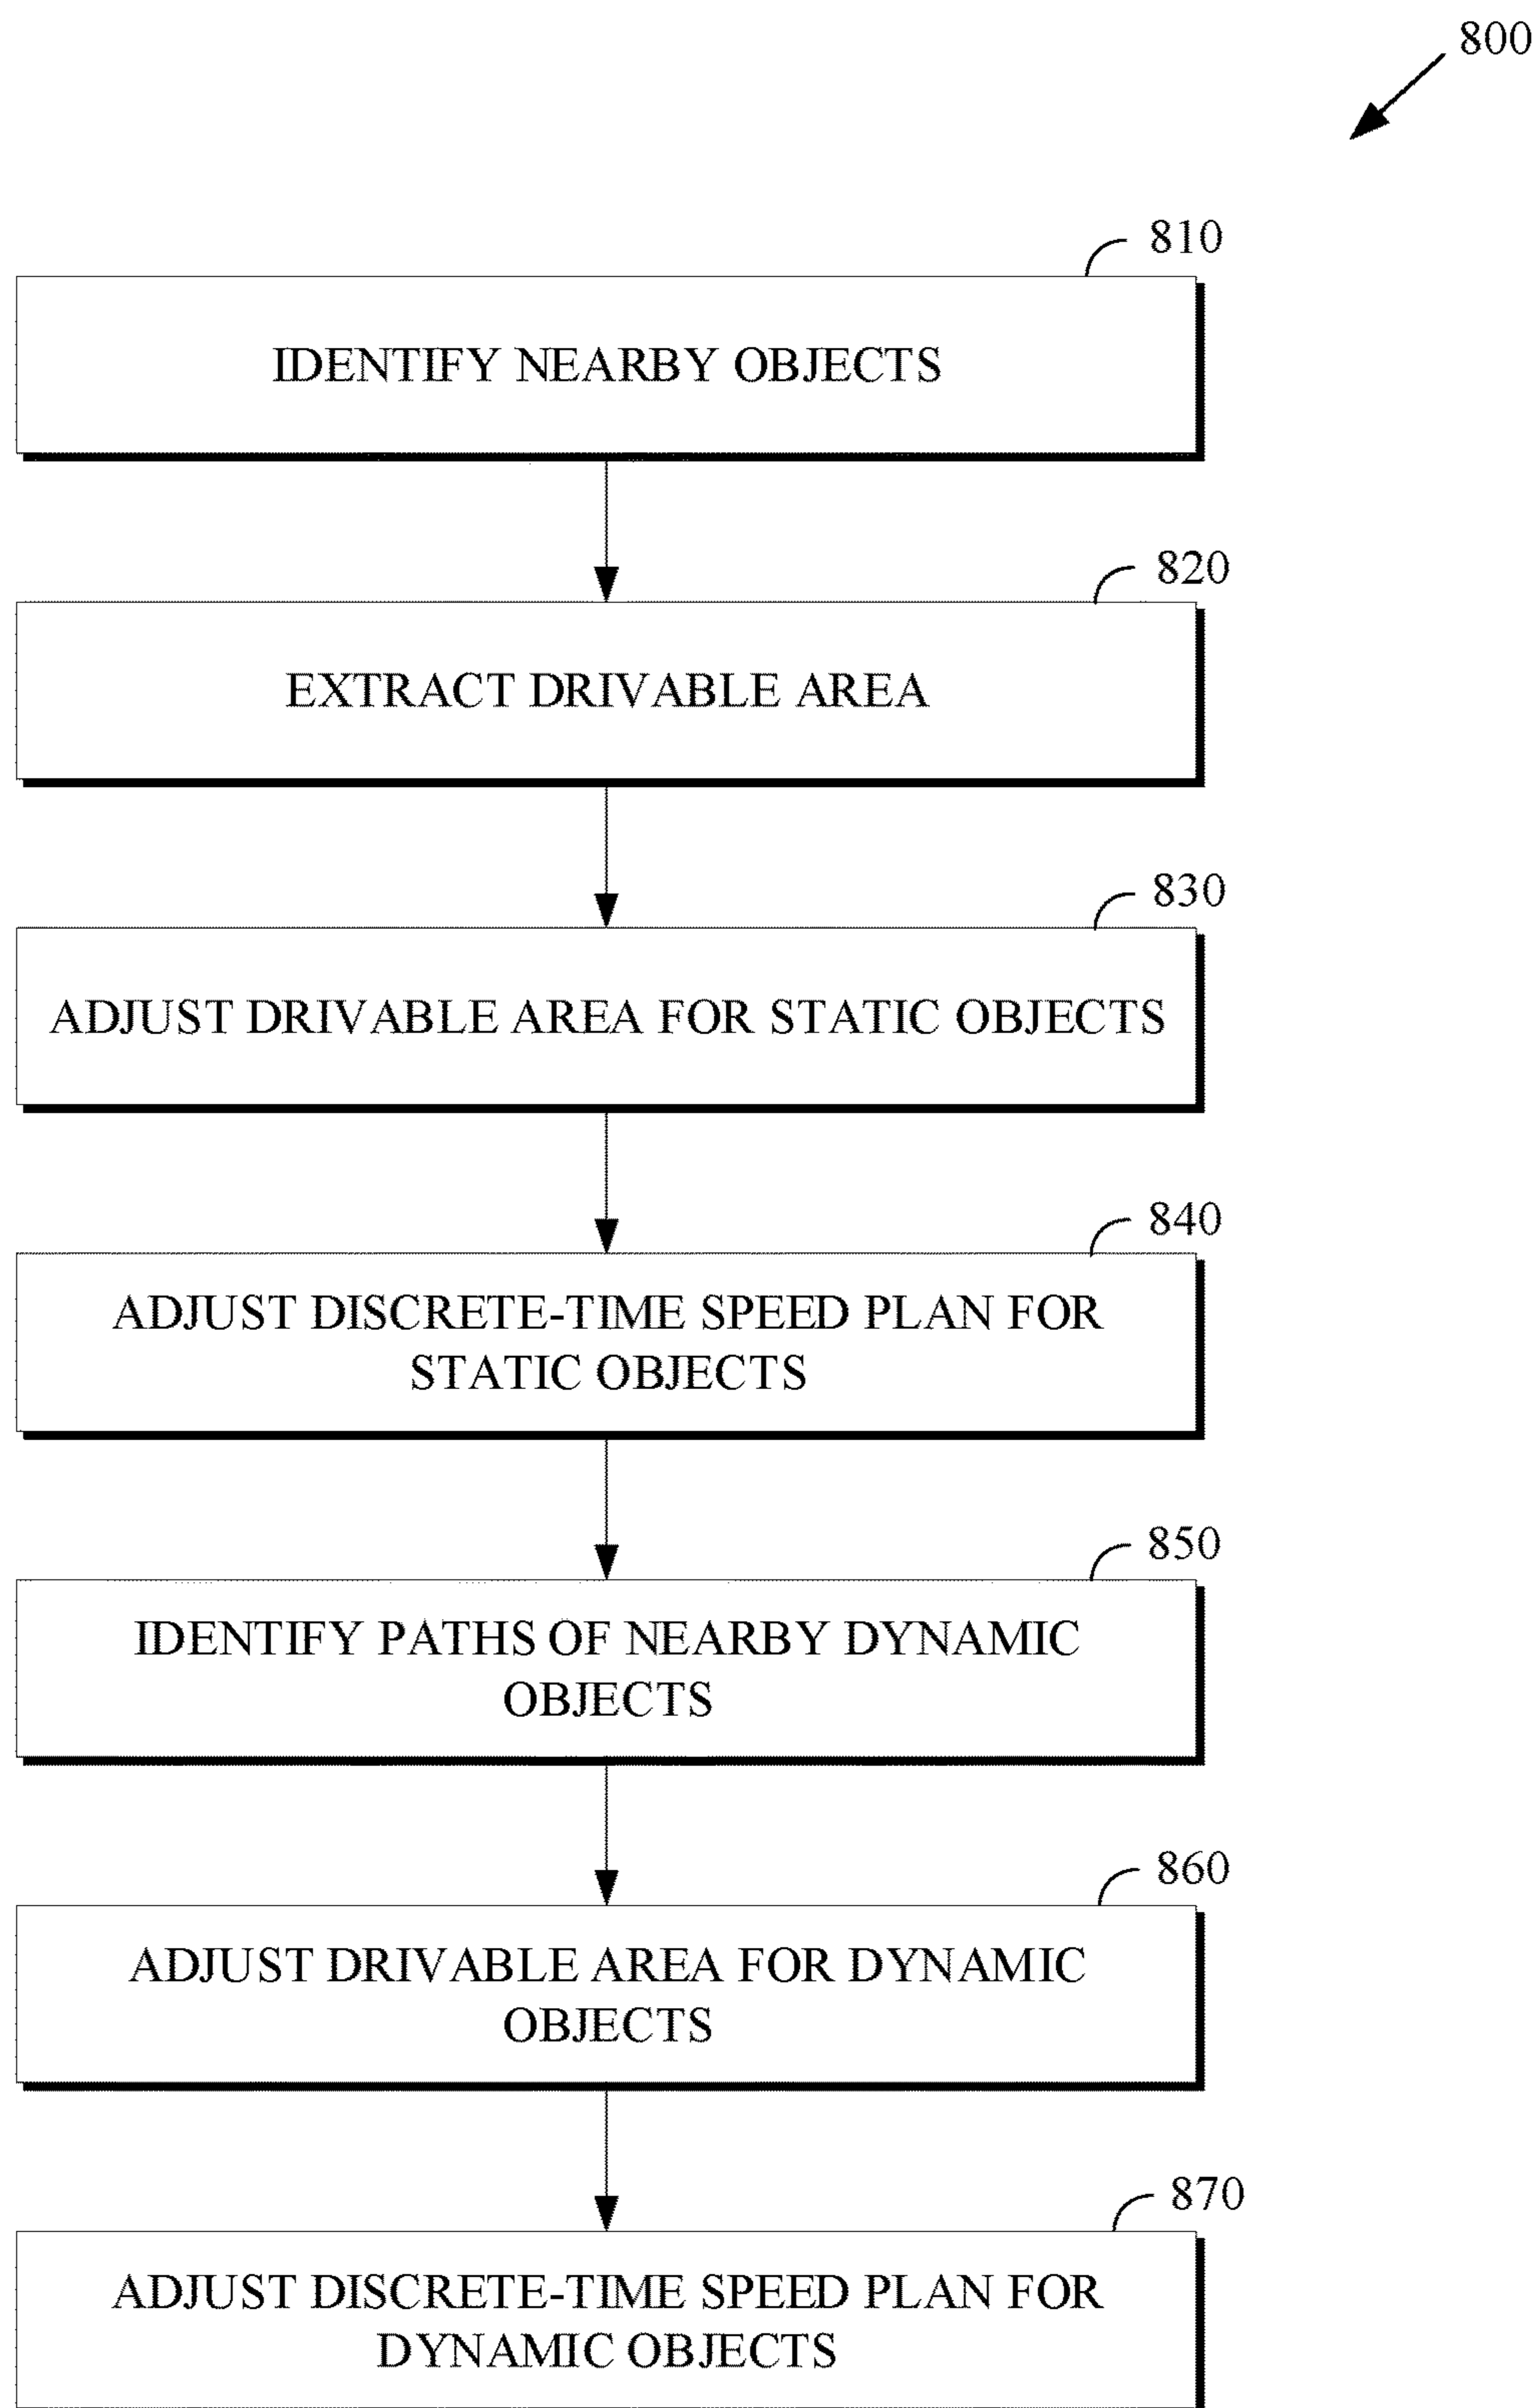 800
810
IDENTIFY NEARBY OBJECTS
820
EXTRACT DRIVABLE AREA
830
ADJUST DRIVABLE AREA FOR STATIC OBJECTS
840
ADJUST DISCRETE-TIME SPEED PLAN FOR
STATIC OBJECTS
850
IDENTIFY PATHS OF NEARBY DYNAMIC
OBJECTS
860
ADJUST DRIVABLE AREA FOR DYNAMIC
OBJECTS
870
ADJUST DISCRETE-TIME SPEED PLAN FOR
DYNAMIC OBJECTS